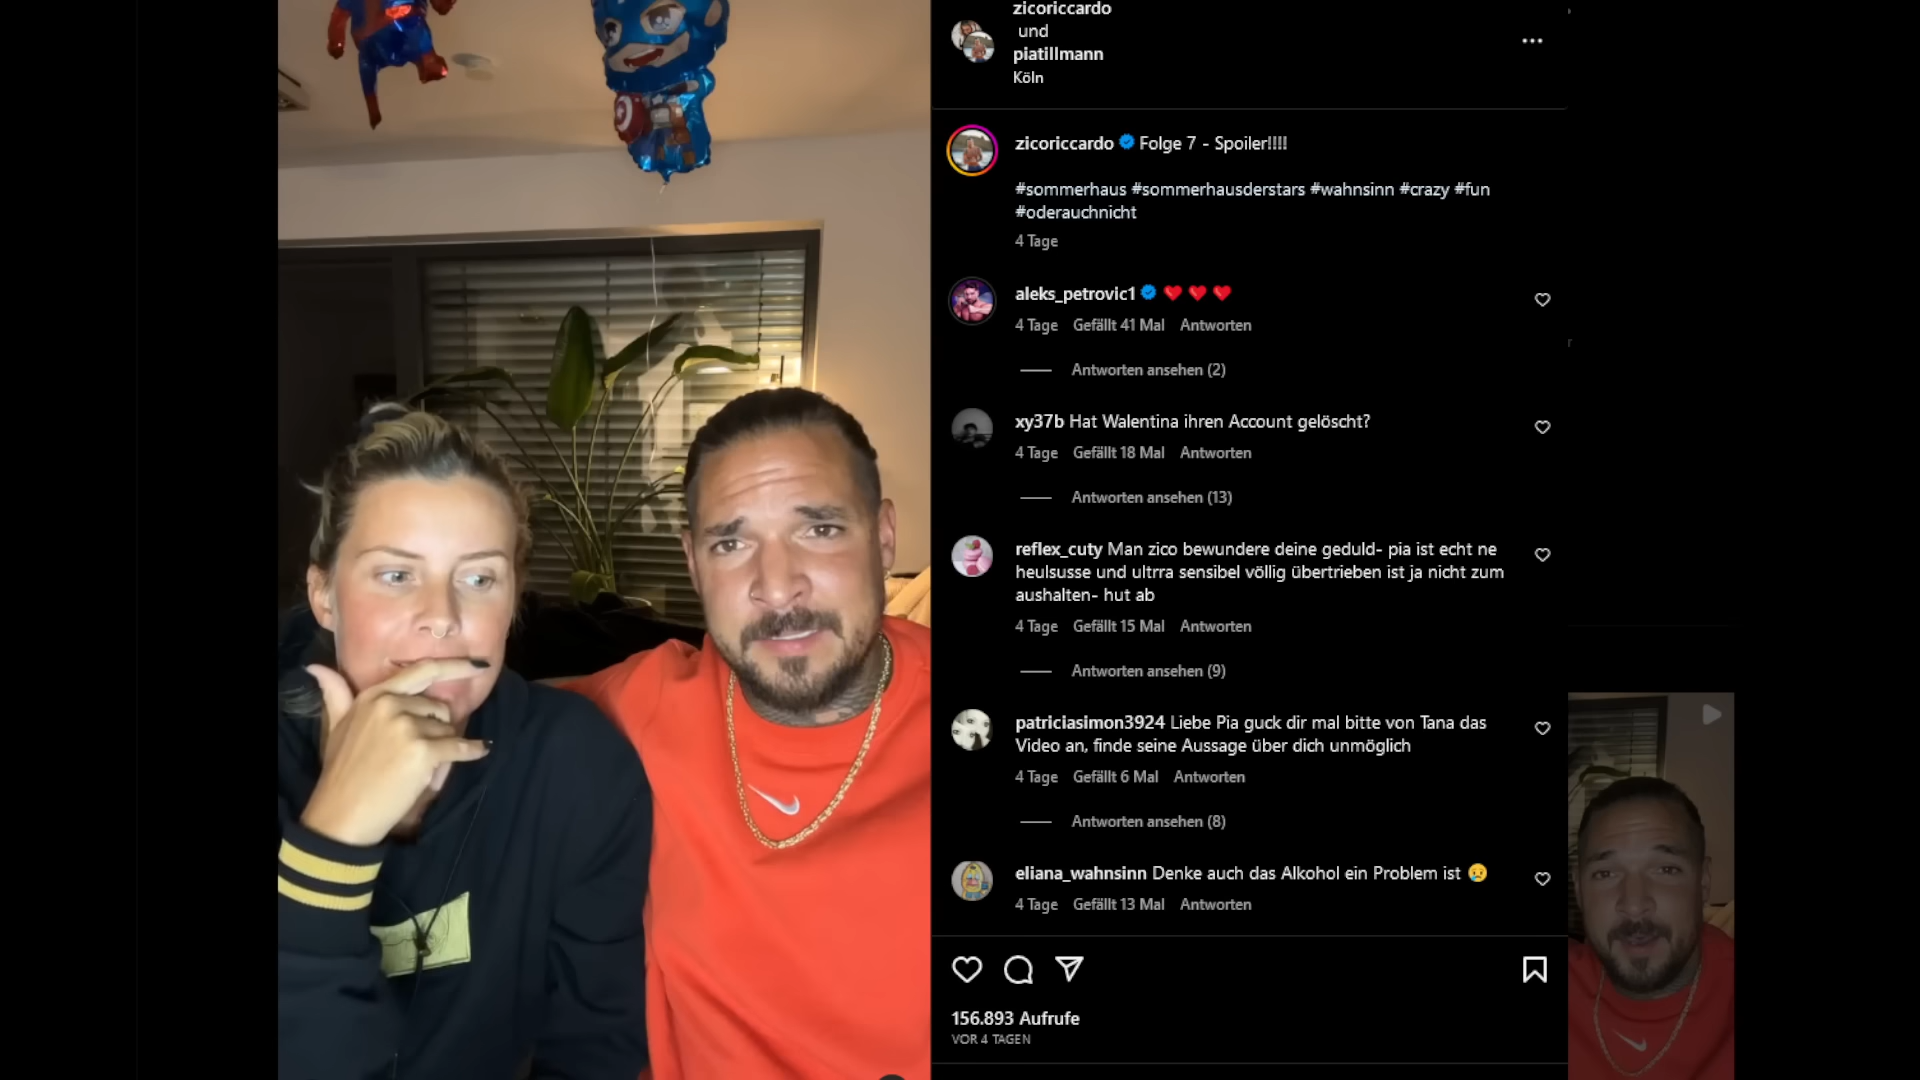 zicoriccardo
und
piatillmann
Köln
zicoriccardo Folge 7 - Spoiler!!!!
#sommerhaus #sommerhausderstars #wahnsinn #crazy #fun
#oderauchnicht
4 Tage
aleks_petrovic1 ❤️ ❤️ ❤️
4 Tage Gefällt 41 Mal Antworten
Antworten ansehen (2)
xy37b Hat Walentina ihren Account gelöscht?
4 Tage Gefällt 18 Mal Antworten
Antworten ansehen (13)
reflex_cuty Man zico bewundere deine geduld- pia ist echt ne
heulsusse und ultrra sensibel völlig übertrieben ist ja nicht zum
aushalten- hut ab
4 Tage Gefällt 15 Mal Antworten
Antworten ansehen (9)
patriciasimon3924 Liebe Pia guck dir mal bitte von Tana das
Video an, finde seine Aussage über dich unmöglich
4 Tage Gefällt 6 Mal Antworten
Antworten ansehen (8)
eliana_wahnsinn Denke auch das Alkohol ein Problem ist 😥
4 Tage Gefällt 13 Mal Antworten
156.893 Aufrufe
VOR 4 TAGEN